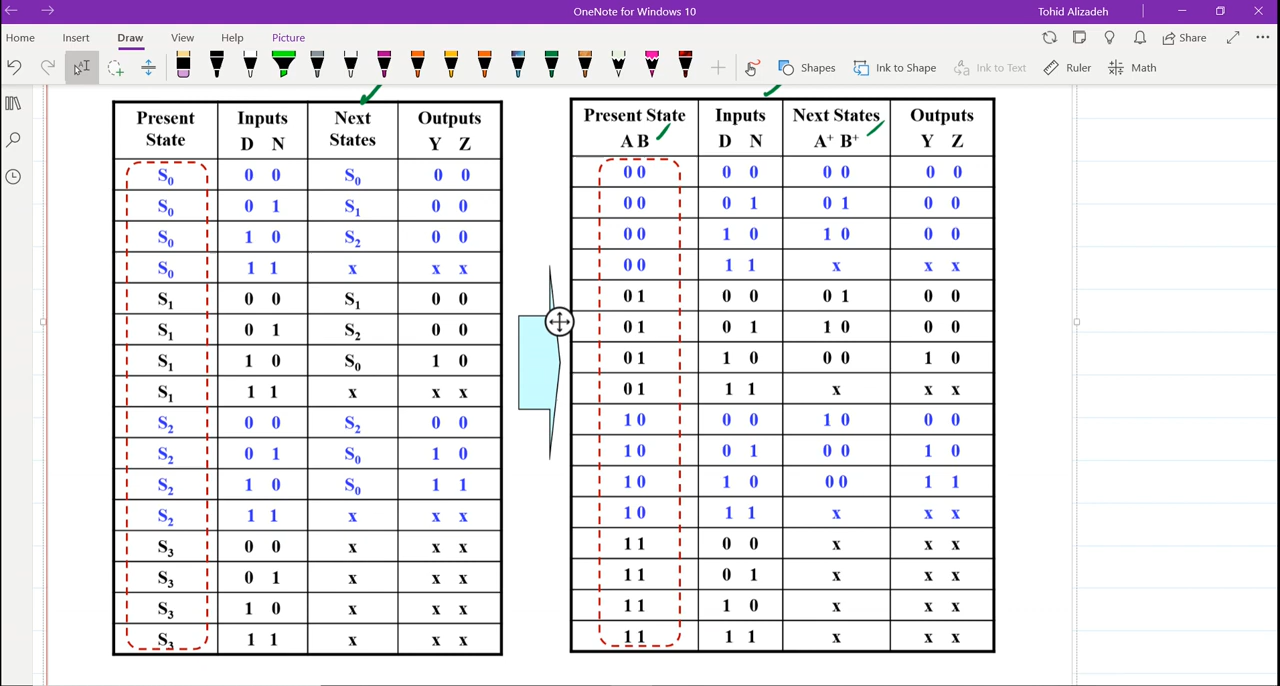 OneNote for Windows 10
Tohid Alizadeh
Home Insert Draw View Help Picture
Share
Shapes Ink to Shape Ink to Text Ruler Math
Present State Inputs D N Next States Outputs Y Z
S₀ 0 0 S₀ 0 0
S₀ 0 1 S₁ 0 0
S₀ 1 0 S₂ 0 0
S₀ 1 1 x x x
S₁ 0 0 S₁ 0 0
S₁ 0 1 S₂ 0 0
S₁ 1 0 S₀ 1 0
S₁ 1 1 x x x
S₂ 0 0 S₂ 0 0
S₂ 0 1 S₀ 1 0
S₂ 1 0 S₀ 1 1
S₂ 1 1 x x x
S₃ 0 0 x x x
S₃ 0 1 x x x
S₃ 1 0 x x x
S₃ 1 1 x x x
Present State A B Inputs D N Next States A⁺ B⁺ Outputs Y Z
0 0 0 0 0 0 0 0
0 0 0 1 0 1 0 0
0 0 1 0 1 0 0 0
0 0 1 1 x x x
0 1 0 0 0 1 0 0
0 1 0 1 1 0 0 0
0 1 1 0 0 0 1 0
0 1 1 1 x x x
1 0 0 0 1 0 0 0
1 0 0 1 0 0 1 0
1 0 1 0 0 0 1 1
1 0 1 1 x x x
1 1 0 0 x x x
1 1 0 1 x x x
1 1 1 0 x x x
1 1 1 1 x x x